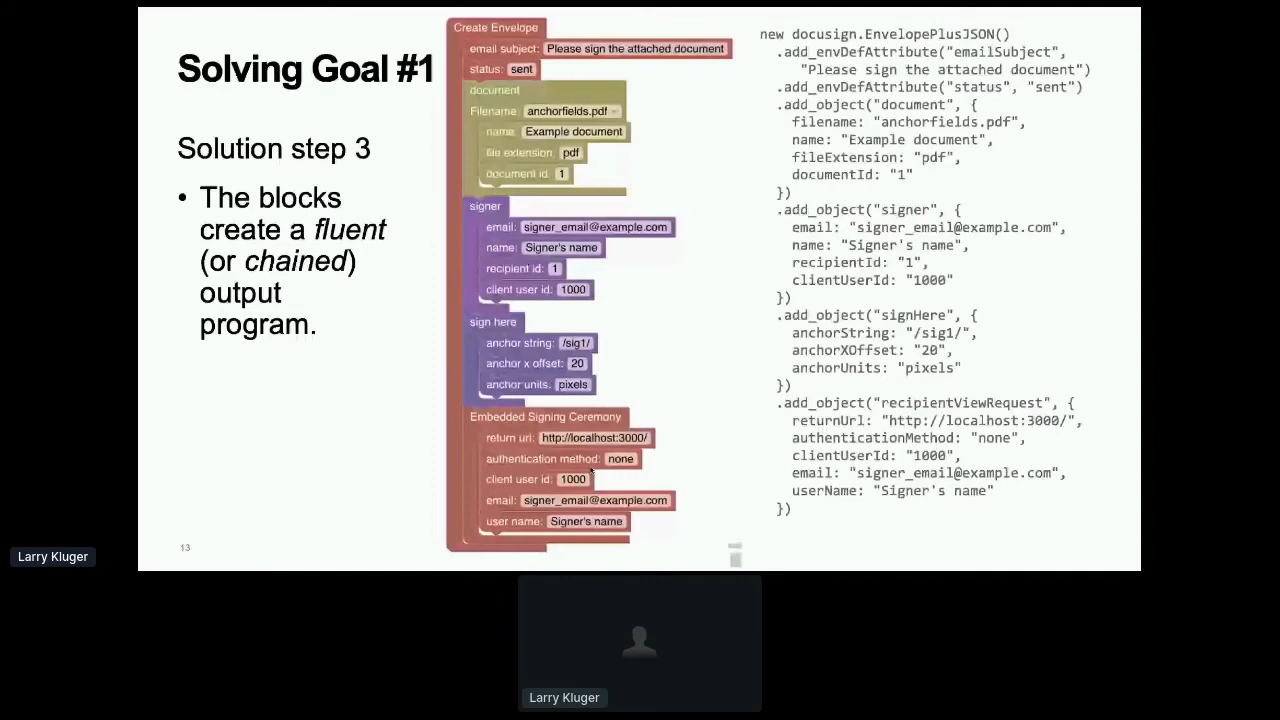 Solving Goal #1
Solution step 3
• The blocks
create a fluent
(or chained)
output
program.
13
Create Envelope
email subject: Please sign the attached document
status: sent
document
Filename: anchorfields.pdf
name: Example document
file extension: pdf
document id: 1
signer
email: signer_email@example.com
name: Signer's name
recipient id: 1
client user id: 1000
sign here
anchor string: /sig1/
anchor x offset: 20
anchor units: pixels
Embedded Signing Ceremony
return url: http://localhost:3000/
authentication method: none
client user id: 1000
email: signer_email@example.com
user name: Signer's name
new docusign.EnvelopePlusJSON()
.add_envDefAttribute("emailSubject",
"Please sign the attached document")
.add_envDefAttribute("status", "sent")
.add_object("document", {
filename: "anchorfields.pdf",
name: "Example document",
fileExtension: "pdf",
documentId: "1"
})
.add_object("signer", {
email: "signer_email@example.com",
name: "Signer's name",
recipientId: "1",
clientUserId: "1000"
})
.add_object("signHere", {
anchorString: "/sig1/",
anchorXOffset: "20",
anchorUnits: "pixels"
})
.add_object("recipientViewRequest", {
returnUrl: "http://localhost:3000/",
authenticationMethod: "none",
clientUserId: "1000",
email: "signer_email@example.com",
userName: "Signer's name"
})
Larry Kluger
Larry Kluger